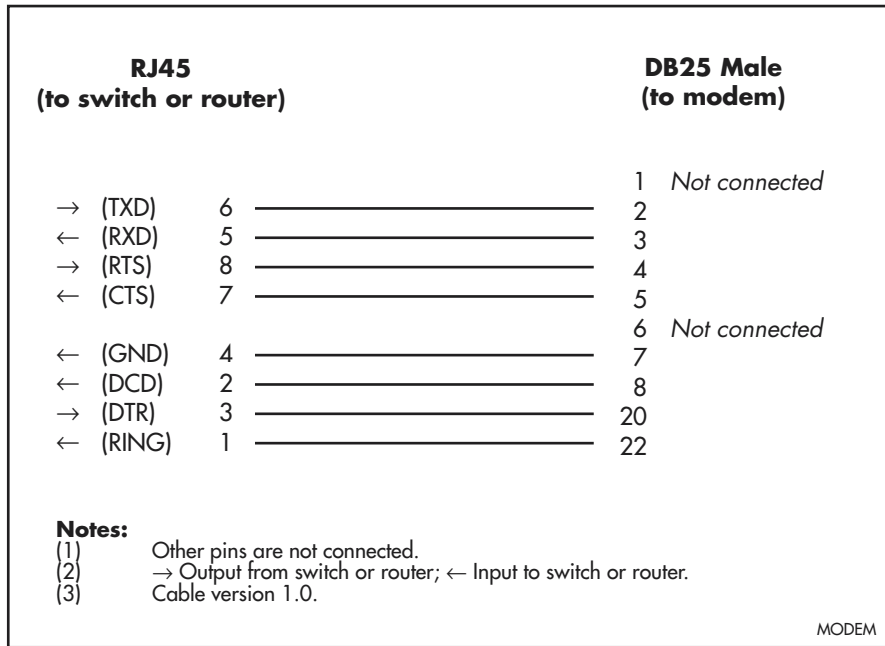 RJ45
(to switch or router)
DB25 Male
(to modem)
1 Not connected
→ (TXD) 6 2
← (RXD) 5 3
→ (RTS) 8 4
← (CTS) 7 5
6 Not connected
← (GND) 4 7
← (DCD) 2 8
→ (DTR) 3 20
← (RING) 1 22
Notes:
(1) Other pins are not connected.
(2) → Output from switch or router; ← Input to switch or router.
(3) Cable version 1.0.
MODEM